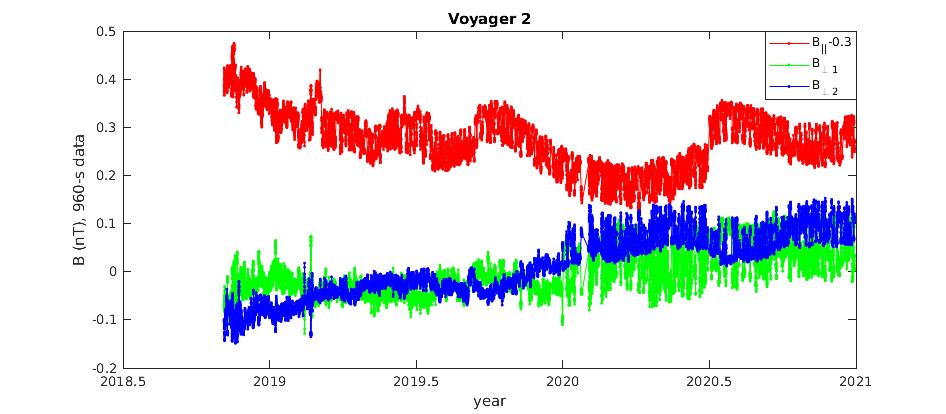 Voyager 2
B||-0.3
B⊥ 1
B⊥ 2
0.5
0.4
0.3
0.2
0.1
0
-0.1
-0.2
B (nT), 960-s data
2018.5 2019 2019.5 2020 2020.5 2021
year